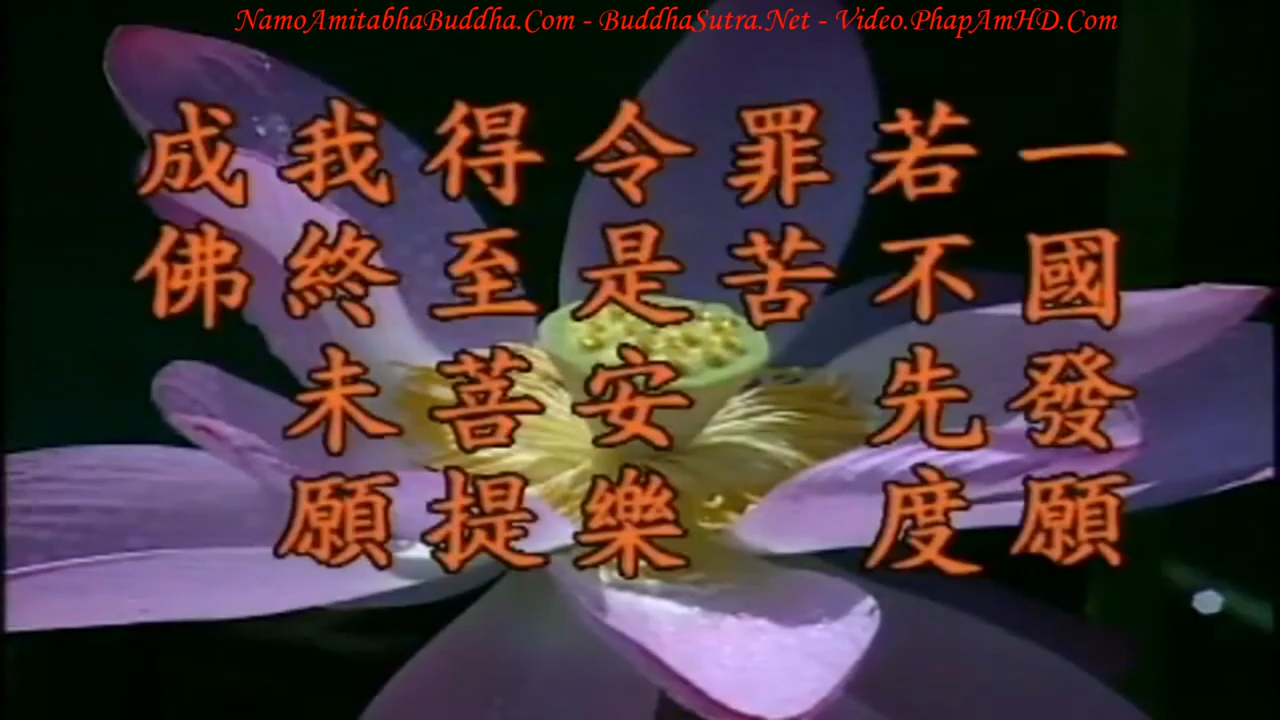 NamoAmitabhaBuddha.Com - BuddhaSutra.Net - Video.PhapAmHD.Com
一國發願
若不先度
罪苦
令是安樂
得至菩提
我終未願
成佛